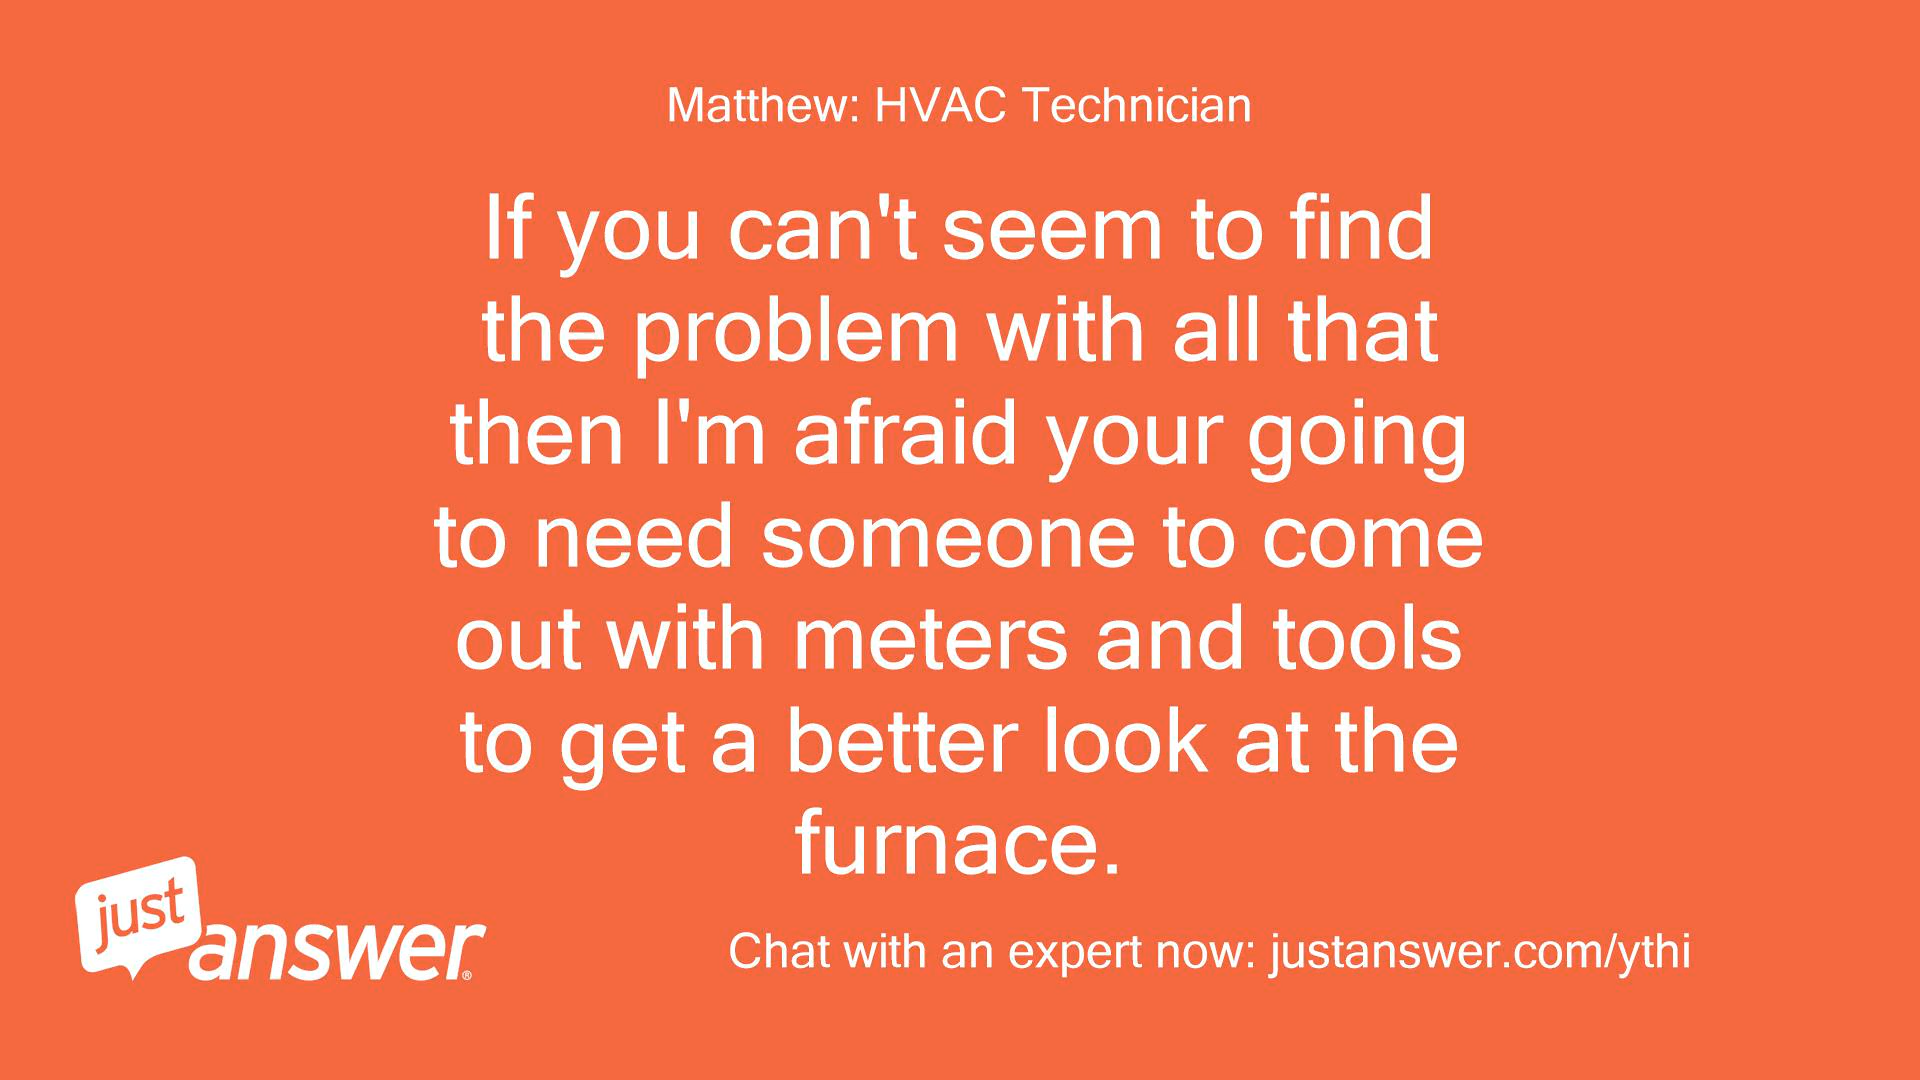 Matthew: HVAC Technician
If you can't seem to find
the problem with all that
then I'm afraid your going
to need someone to come
out with meters and tools
to get a better look at the
furnace.
just
answer®
Chat with an expert now: justanswer.com/ythi